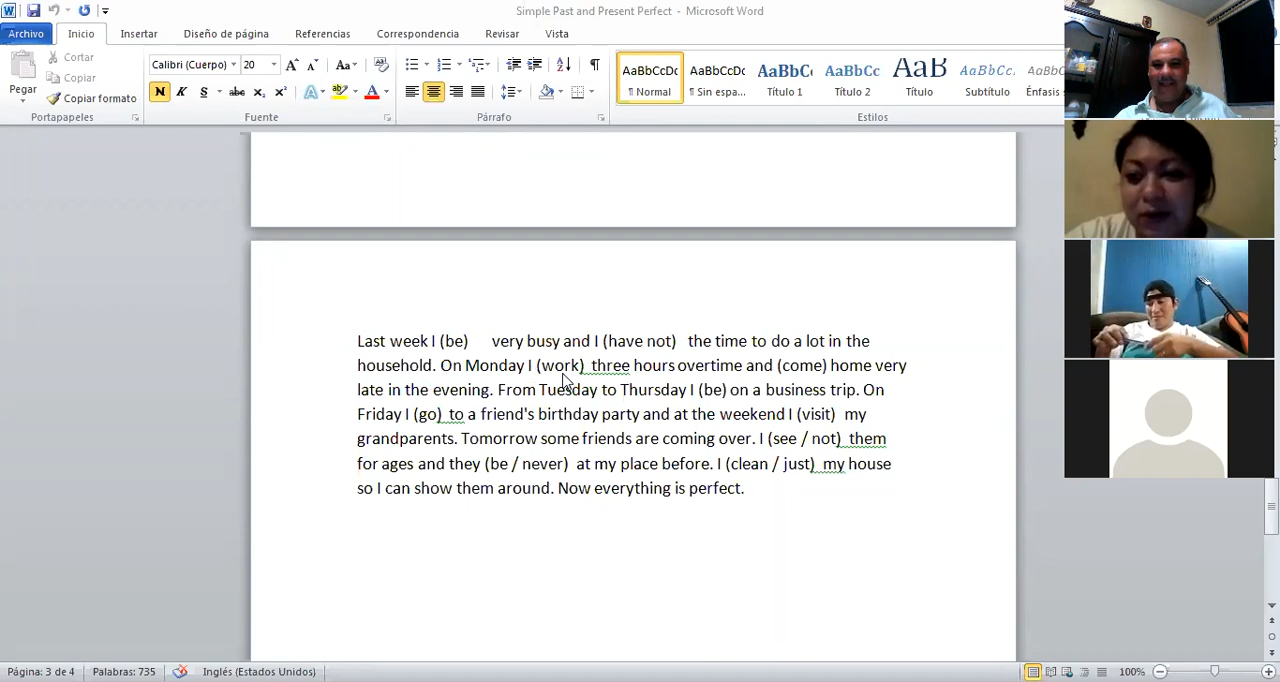 Simple Past and Present Perfect - Microsoft Word
Archivo Inicio Insertar Diseño de página Referencias Correspondencia Revisar Vista
Pegar
Cortar
Copiar
Copiar formato
Portapapeles
Calibri (Cuerpo) 20 Aa
N K S abc x₂ x² A ab A
Fuente
Párrafo
AaBbCcDc AaBbCcDc AaBbC AaBbCc AaB AaBbCc. AaBbC
¶ Normal ¶ Sin espa... Título 1 Título 2 Título Subtítulo Énfasis
Estilos
Last week I (be) very busy and I (have not) the time to do a lot in the
household. On Monday I (work) three hours overtime and (come) home very
late in the evening. From Tuesday to Thursday I (be) on a business trip. On
Friday I (go) to a friend's birthday party and at the weekend I (visit) my
grandparents. Tomorrow some friends are coming over. I (see / not) them
for ages and they (be / never) at my place before. I (clean / just) my house
so I can show them around. Now everything is perfect.
Página: 3 de 4 Palabras: 735 Inglés (Estados Unidos) 100%